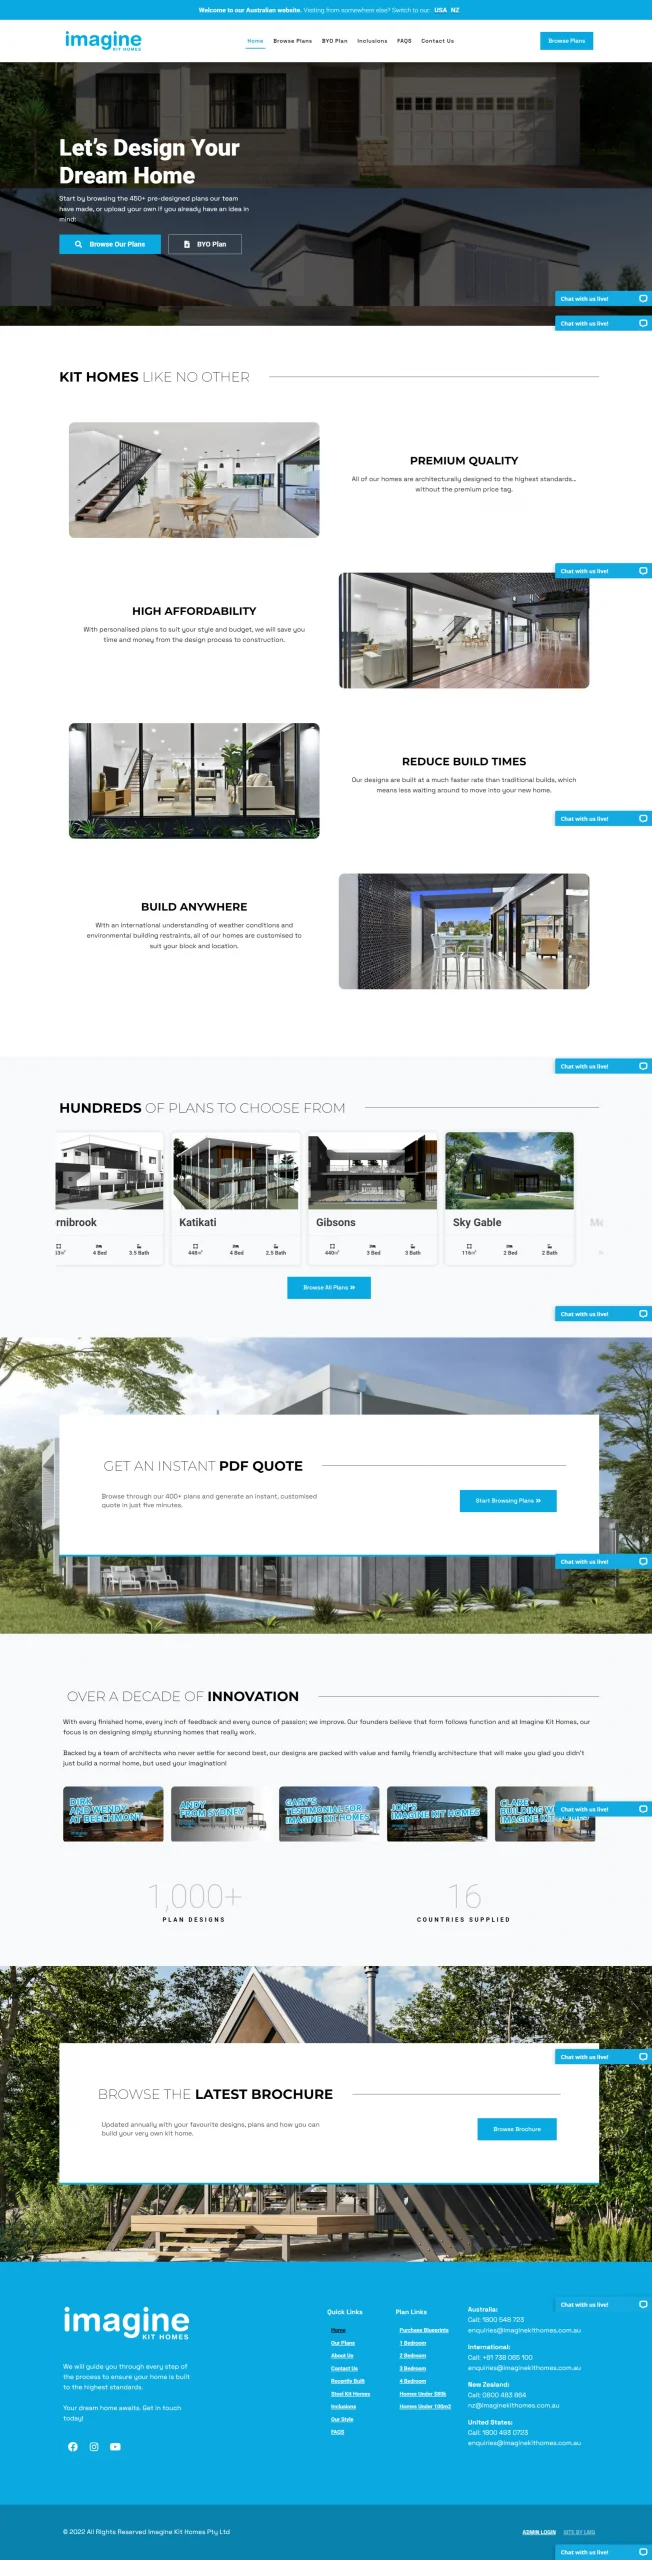 Welcome to our Australian website. Visiting from somewhere else? Switch to our: USA NZ
imagine
KIT HOMES
Home Browse Plans BYO Plan Inclusions FAQS Contact Us
Browse Plans
Let's Design Your
Dream Home
Start by browsing the 450+ pre-designed plans our team
have made, or upload your own if you already have an idea in
mind:
Browse Our Plans
BYO Plan
Chat with us live!
Chat with us live!
KIT HOMES LIKE NO OTHER
PREMIUM QUALITY
All of our homes are architecturally designed to the highest standards...
without the premium price tag.
Chat with us live!
HIGH AFFORDABILITY
With personalised plans to suit your style and budget, we will save you
time and money from the design process to construction.
REDUCE BUILD TIMES
Our designs are built at a much faster rate than traditional builds, which
means less waiting around to move into your new home.
Chat with us live!
BUILD ANYWHERE
With an international understanding of weather conditions and
environmental building restraints, all of our homes are customised to
suit your block and location.
Chat with us live!
HUNDREDS OF PLANS TO CHOOSE FROM
rnibrook
4 Bed 3.5 Bath
Katikati
448㎡ 4 Bed 2.5 Bath
Gibsons
440㎡ 3 Bed 3 Bath
Sky Gable
116㎡ 2 Bed 2 Bath
Browse All Plans »
Chat with us live!
GET AN INSTANT PDF QUOTE
Browse through our 400+ plans and generate an instant, customised
quote in just five minutes.
Start Browsing Plans »
Chat with us live!
OVER A DECADE OF INNOVATION
With every finished home, every inch of feedback and every ounce of passion; we improve. Our founders believe that form follows function and at Imagine Kit Homes, our
focus is on designing simply stunning homes that really work.
Backed by a team of architects who never settle for second best, our designs are packed with value and family friendly architecture that will make you glad you didn't
just build a normal home, but used your imagination!
DIRK
AND WENDY
AT BEECHMONT
ANDY
FROM SYDNEY
GARY'S
TESTIMONIAL FOR
IMAGINE KIT HOMES
JON'S
IMAGINE KIT HOMES
CLARE
BUILDING W
IMAGINE KIT HOMES
Chat with us live!
1,000+
PLAN DESIGNS
16
COUNTRIES SUPPLIED
Chat with us live!
BROWSE THE LATEST BROCHURE
Updated annually with your favourite designs, plans and how you can
build your very own kit home.
Browse Brochure
imagine
KIT HOMES
We will guide you through every step of
the process to ensure your home is built
to the highest standards.
Your dream home awaits. Get in touch
today!
Quick Links
Home
Our Plans
About Us
Contact Us
Recently Built
Steel Kit Homes
Inclusions
Our Style
FAQS
Plan Links
Purchase Blueprints
1 Bedroom
2 Bedroom
3 Bedroom
4 Bedroom
Homes Under $80k
Homes Under 100m2
Chat with us live!
Australia:
Call: 1800 548 723
enquiries@imaginekithomes.com.au
International:
Call: +61 738 065 100
enquiries@imaginekithomes.com.au
New Zealand:
Call: 0800 483 864
nz@imaginekithomes.com.au
United States:
Call: 1800 493 0723
enquiries@imaginekithomes.com.au
© 2022 All Rights Reserved Imagine Kit Homes Pty Ltd
ADMIN LOGIN SITE BY LMG
Chat with us live!